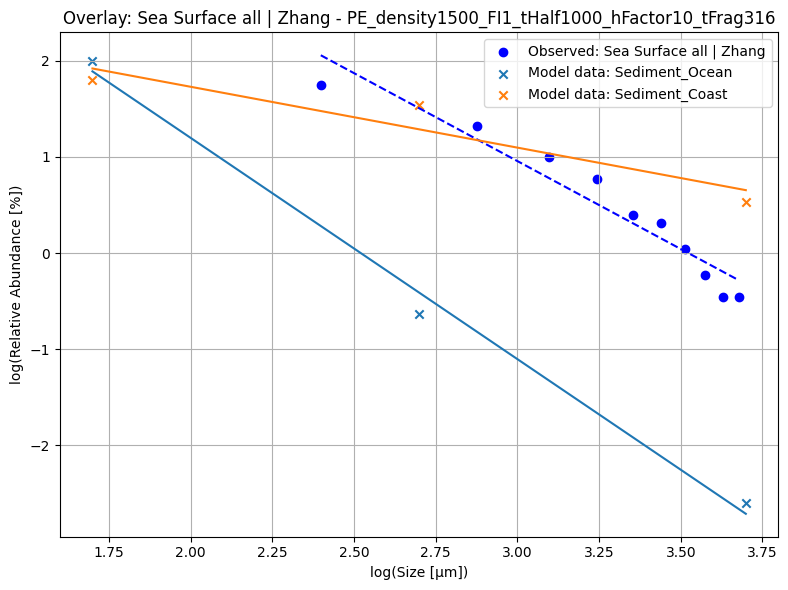 Overlay: Sea Surface all | Zhang - PE_density1500_FI1_tHalf1000_hFactor10_tFrag316
Observed: Sea Surface all | Zhang
Model data: Sediment_Ocean
Model data: Sediment_Coast
log(Relative Abundance [%])
2
1
0
−1
−2
1.75 2.00 2.25 2.50 2.75 3.00 3.25 3.50 3.75
log(Size [µm])